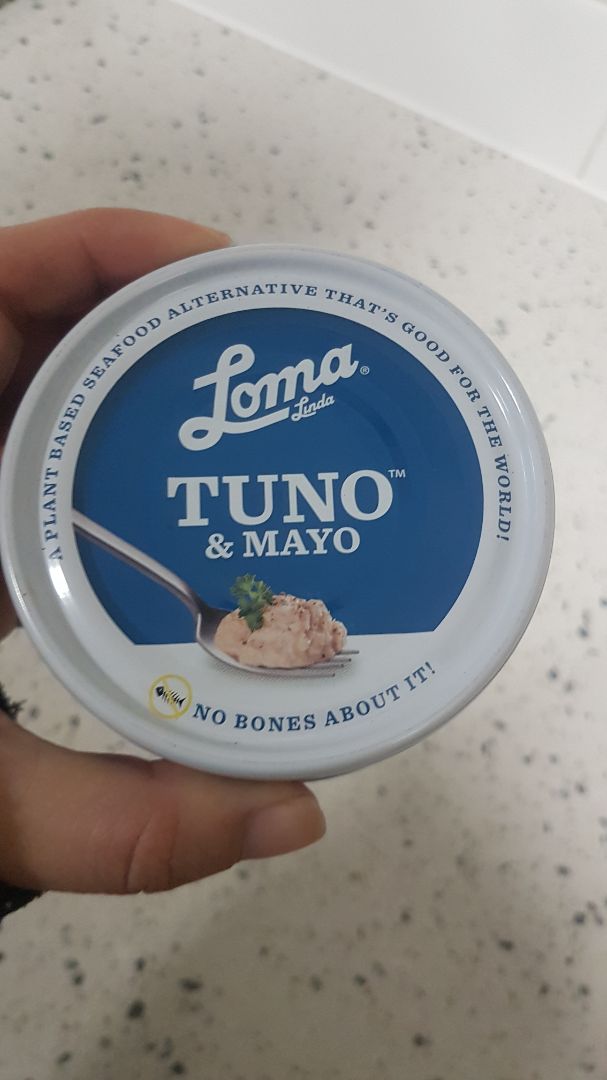 A PLANT BASED SEAFOOD ALTERNATIVE THAT'S GOOD FOR THE WORLD!
Loma®
Linda
TUNO™
& MAYO
NO BONES ABOUT IT!